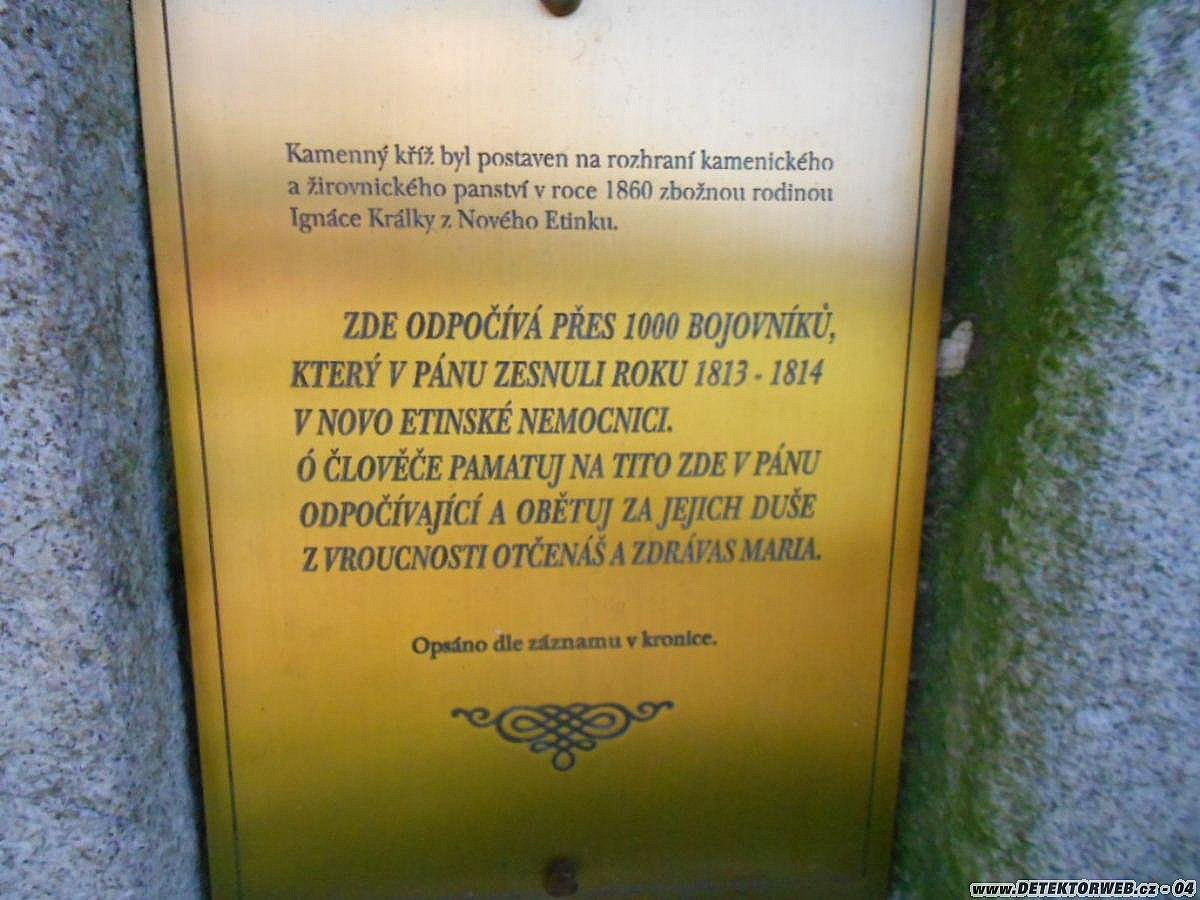 Kamenný kříž byl postaven na rozhraní kamenického
a žirovnického panství v roce 1860 zbožnou rodinou
Ignáce Králky z Nového Etinku.
ZDE ODPOČÍVÁ PŘES 1000 BOJOVNÍKŮ,
KTERÝ V PÁNU ZESNULI ROKU 1813 - 1814
V NOVO ETINSKÉ NEMOCNICI.
Ó ČLOVĚČE PAMATUJ NA TITO ZDE V PÁNU
ODPOČÍVAJÍCÍ A OBĚTUJ ZA JEJICH DUŠE
Z VROUCNOSTI OTČENÁŠ A ZDRÁVAS MARIA.
Opsáno dle záznamu v kronice.
www.DETEKTORWEB.cz - 04